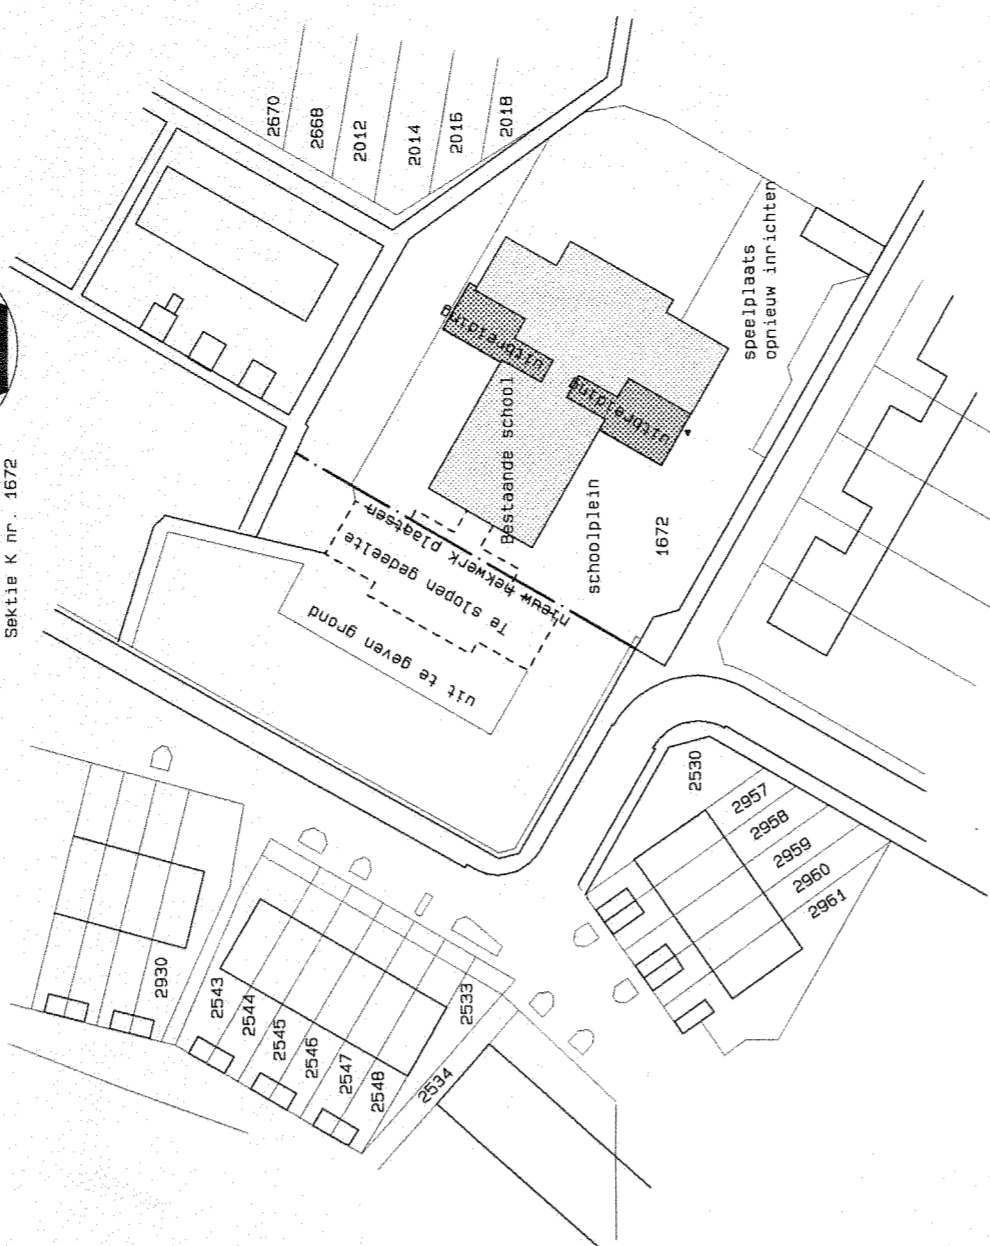 Sektie K nr. 1672
2670
2668
2012
2014
2016
2018
uitbreiding
uitbreiding
Bestaande school
speelplaats
opnieuw inrichten
schoolplein
1672
nieuw hekwerk plaatsen
Te slopen gedeelte
uit te geven grond
2530
2957
2958
2959
2960
2961
2930
2543
2544
2545
2546
2547
2548
2533
2534